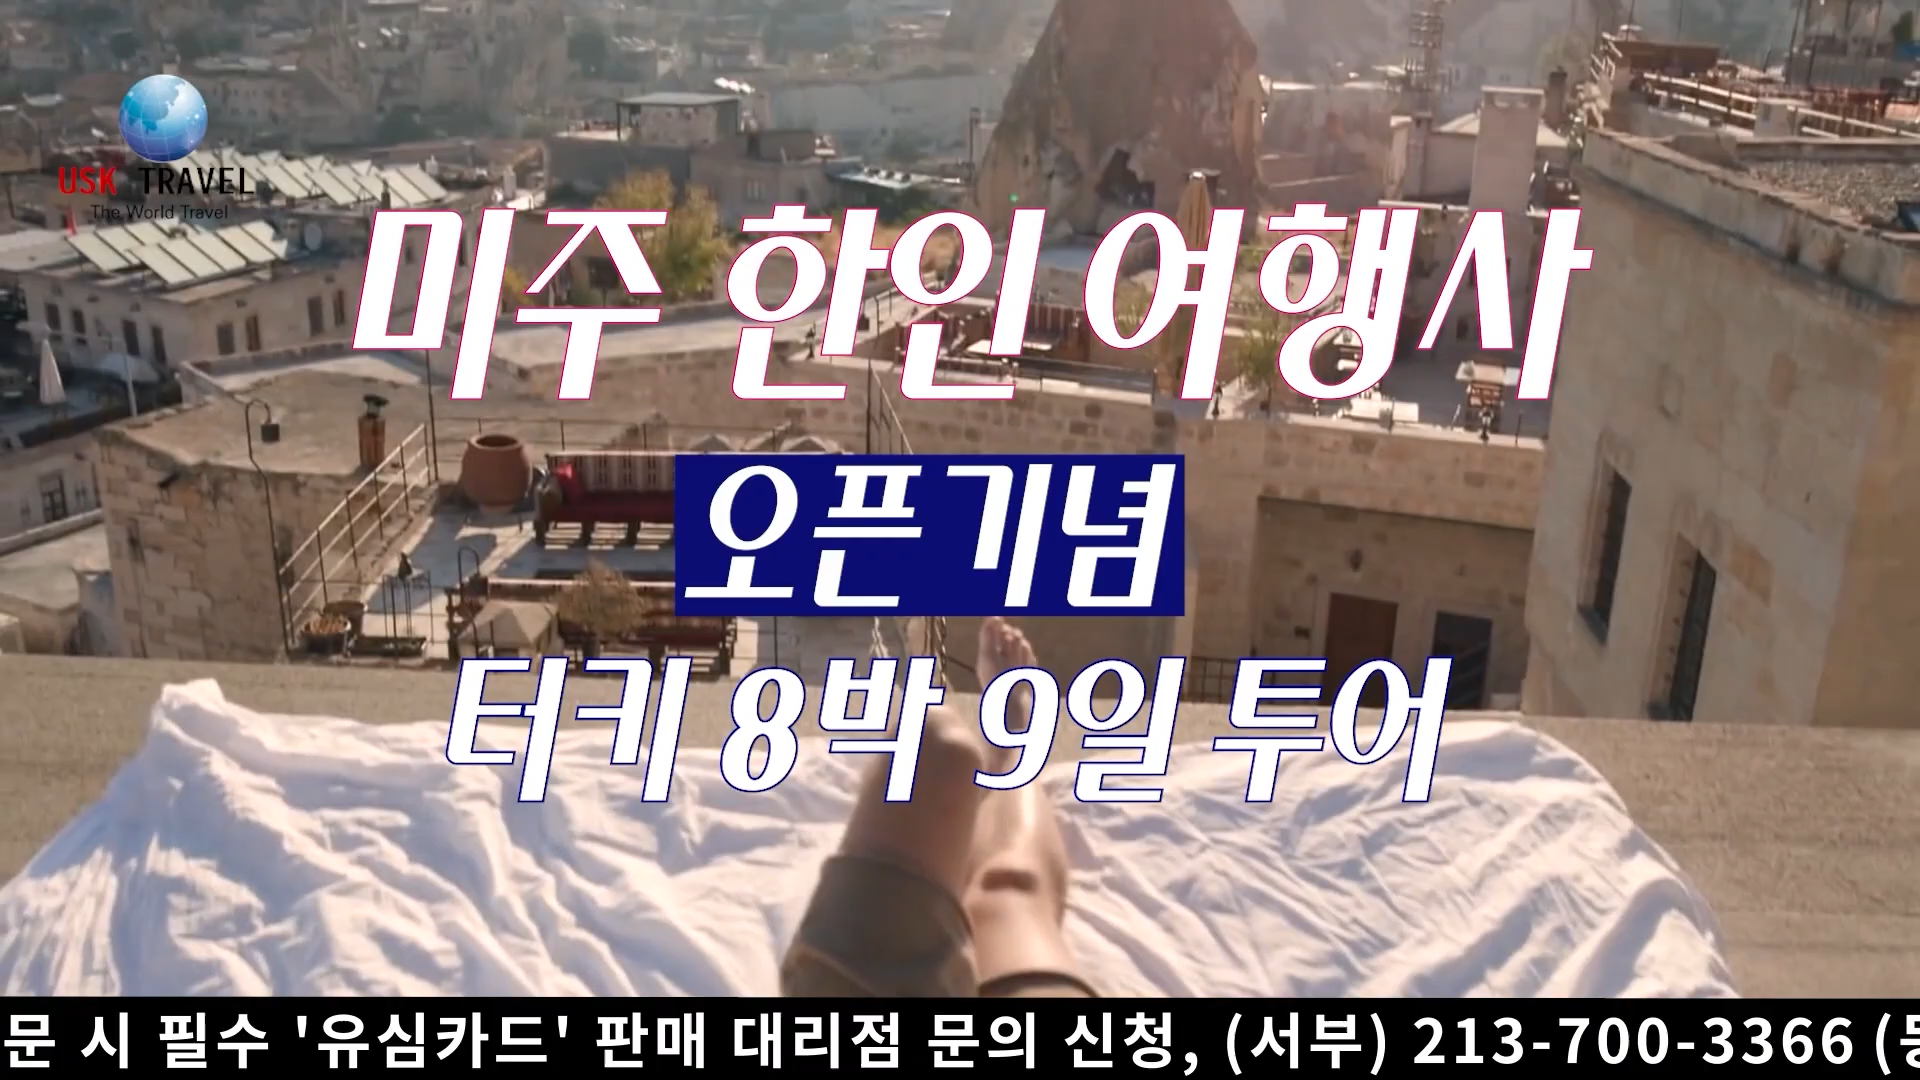 USK TRAVEL
The World Travel
미주 한인 여행사
오픈기념
터키 8박 9일 투어
문 시 필수 '유심카드' 판매 대리점 문의 신청, (서부) 213-700-3366 (동